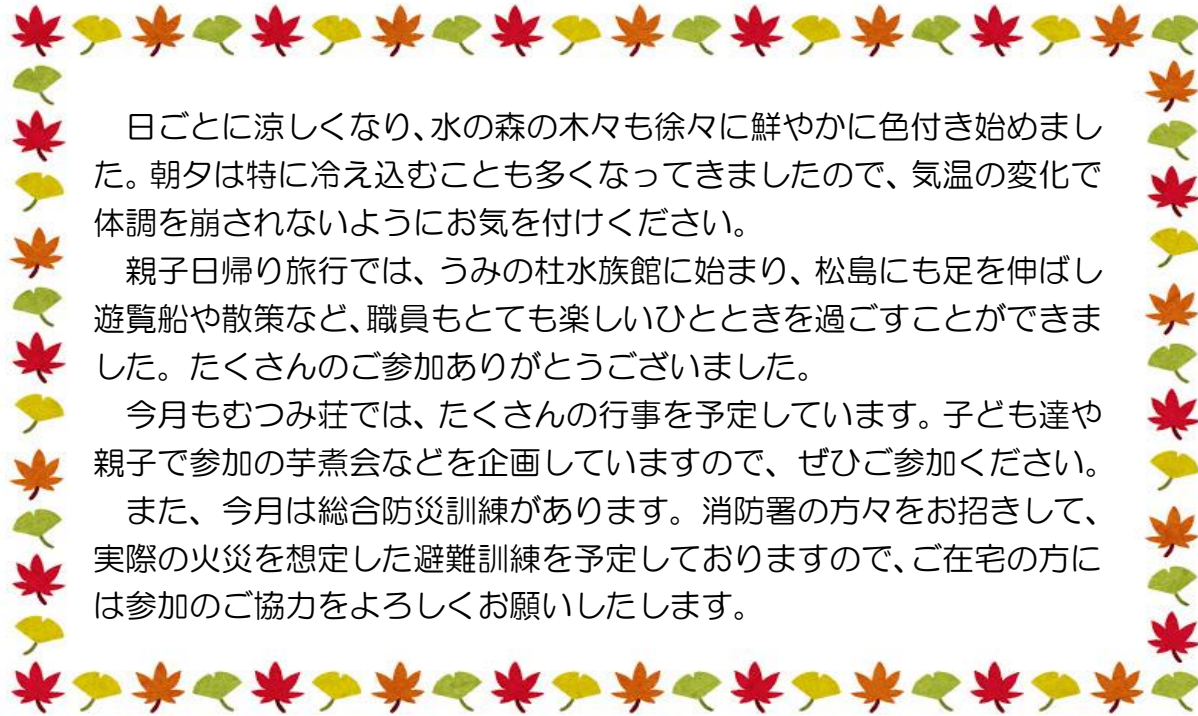 日ごとに涼しくなり、水の森の木々も徐々に鮮やかに色付き始めまし
た。朝夕は特に冷え込むことも多くなってきましたので、気温の変化で
体調を崩されないようにお気を付けください。
親子日帰り旅行では、うみの杜水族館に始まり、松島にも足を伸ばし
遊覧船や散策など、職員もとても楽しいひとときを過ごすことができま
した。たくさんのご参加ありがとうございました。
今月もむつみ荘では、たくさんの行事を予定しています。子ども達や
親子で参加の芋煮会などを企画していますので、ぜひご参加ください。
また、今月は総合防災訓練があります。消防署の方々をお招きして、
実際の火災を想定した避難訓練を予定しておりますので、ご在宅の方に
は参加のご協力をよろしくお願いしたします。